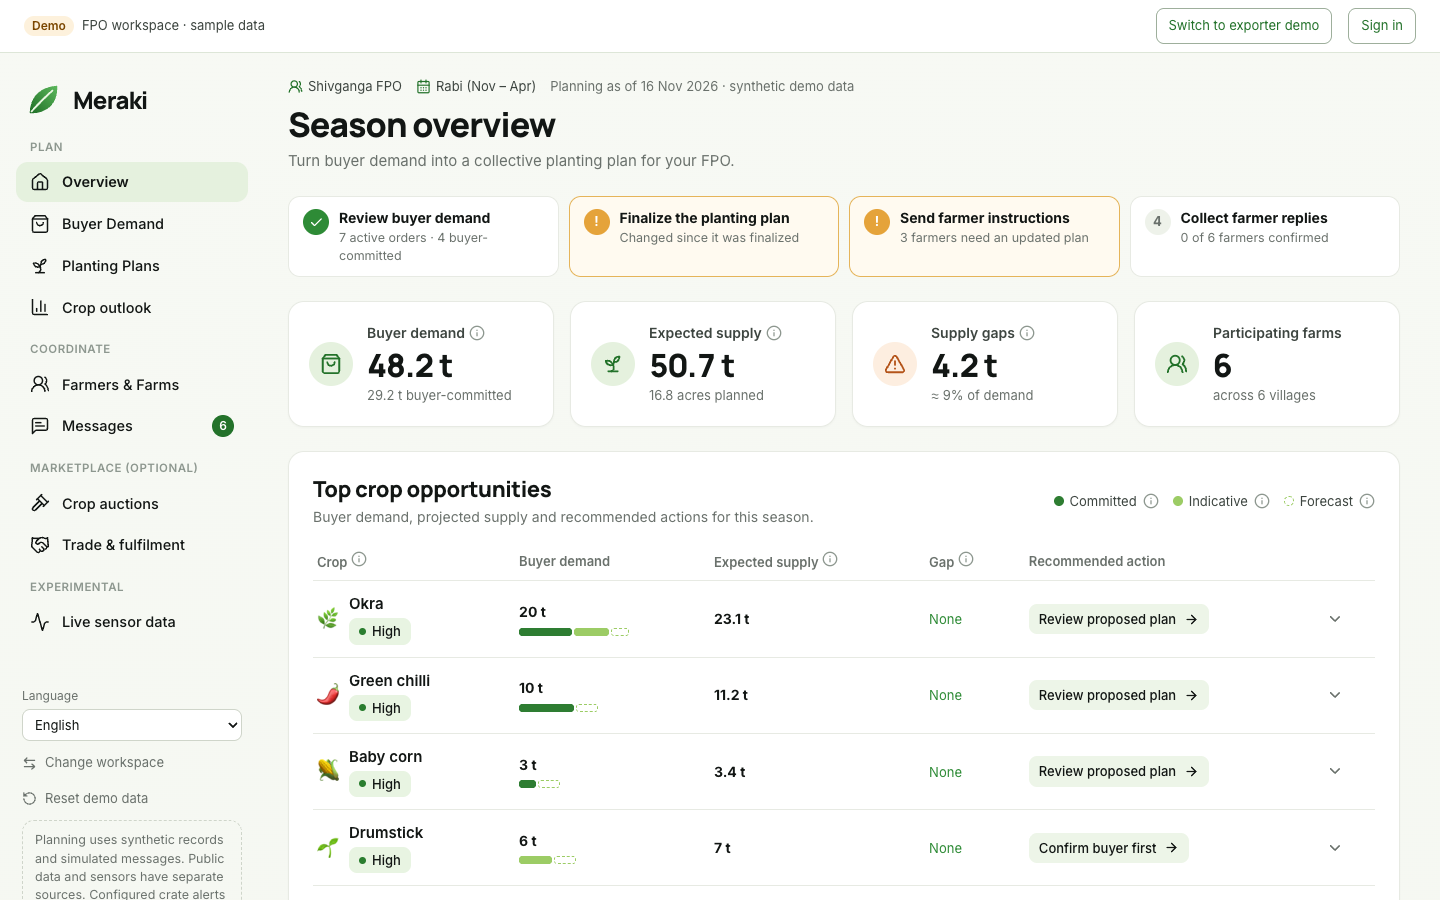 Demo FPO workspace · sample data
Switch to exporter demo
Sign in
Meraki
PLAN
Overview
Buyer Demand
Planting Plans
Crop outlook
COORDINATE
Farmers & Farms
Messages 6
MARKETPLACE (OPTIONAL)
Crop auctions
Trade & fulfilment
EXPERIMENTAL
Live sensor data
Language
English
Change workspace
Reset demo data
Planning uses synthetic records
and simulated messages. Public
data and sensors have separate
sources. Configured crate alerts
Shivganga FPO Rabi (Nov – Apr) Planning as of 16 Nov 2026 · synthetic demo data
Season overview
Turn buyer demand into a collective planting plan for your FPO.
Review buyer demand
7 active orders · 4 buyer-
committed
! Finalize the planting plan
Changed since it was finalized
! Send farmer instructions
3 farmers need an updated plan
4 Collect farmer replies
0 of 6 farmers confirmed
Buyer demand
48.2 t
29.2 t buyer-committed
Expected supply
50.7 t
16.8 acres planned
Supply gaps
4.2 t
≈ 9% of demand
Participating farms
6
across 6 villages
Top crop opportunities
Buyer demand, projected supply and recommended actions for this season.
Committed Indicative Forecast
Crop Buyer demand Expected supply Gap Recommended action
Okra
High
20 t
23.1 t
None
Review proposed plan →
Green chilli
High
10 t
11.2 t
None
Review proposed plan →
Baby corn
High
3 t
3.4 t
None
Review proposed plan →
Drumstick
High
6 t
7 t
None
Confirm buyer first →